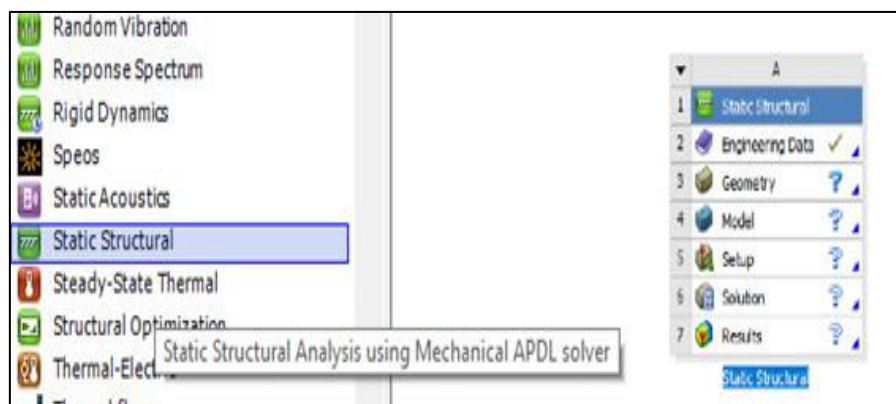 Random Vibration
Response Spectrum
Rigid Dynamics
Speos
Static Acoustics
Static Structural
Steady-State Thermal
Structural Optimization
Thermal-Elect
Static Structural Analysis using Mechanical APDL solver
A
1 Static Structural
2 Engineering Data
3 Geometry ?
4 Model ?
5 Setup ?
6 Solution ?
7 Results ?
Static Structural